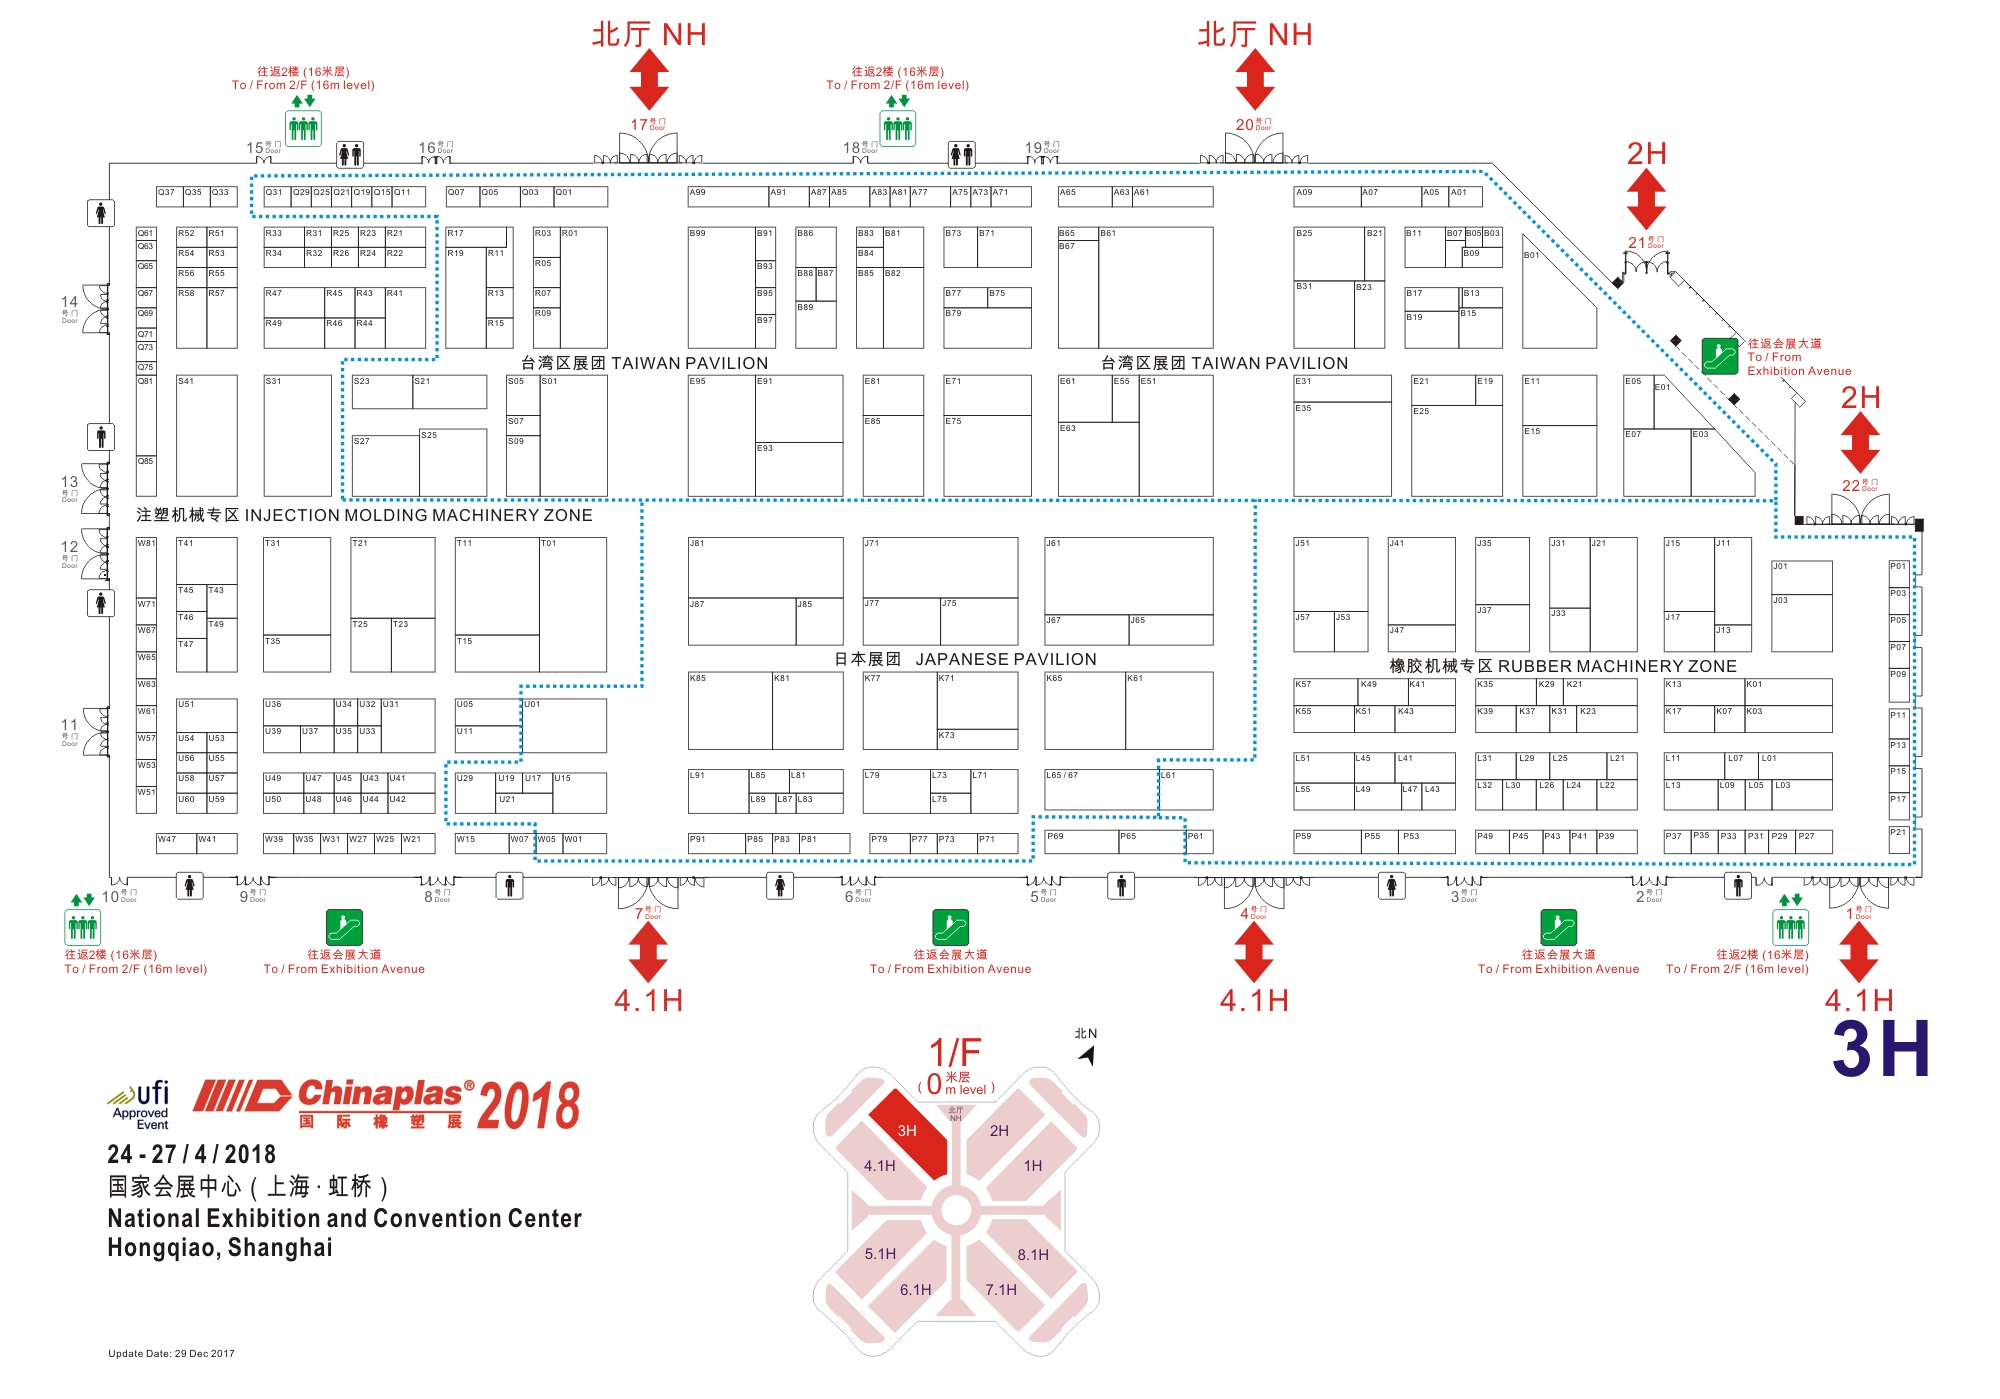 北厅 NH
北厅 NH
往返2楼 (16米层)
To / From 2/F (16m level)
往返2楼 (16米层)
To / From 2/F (16m level)
17号门 Door
20号门 Door
15号门 Door
16号门 Door
18号门 Door
19号门 Door
2H
21号门 Door
Q37 Q35 Q33 Q31 Q29 Q25 Q21 Q19 Q15 Q11 Q07 Q05 Q03 Q01 A99 A91 A87 A85 A83 A81 A77 A75 A73 A71 A65 A63 A61 A09 A07 A05 A01
Q61 R52 R51 R33 R31 R25 R23 R21 R17 R03 R01 B99 B91 B86 B83 B81 B73 B71 B65 B61 B25 B21 B11 B07 B05 B03
Q63 R54 R53 R34 R32 R26 R24 R22 R19 R11 B84 B67 B09 B01
Q65 R56 R55 R05 B93 B88 B87 B85 B82
Q67 R58 R57 R47 R45 R43 R41 R13 R07 B95 B89 B77 B75 B31 B23 B17 B13
Q69 R49 R46 R44 R15 R09 B97 B79 B19 B15
Q71
Q73
Q75
14号门 Door
台湾区展团 TAIWAN PAVILION
台湾区展团 TAIWAN PAVILION
往返会展大道
To / From
Exhibition Avenue
2H
22号门 Door
Q81 S41 S31 S23 S21 S05 S01 E95 E91 E81 E71 E61 E55 E51 E31 E21 E19 E11 E05 E01
S07 E85 E75 E63 E35 E25 E15
S27 S25 S09 E93 E07 E03
Q85
13号门 Door
注塑机械专区 INJECTION MOLDING MACHINERY ZONE
12号门 Door
W81 T41 T31 T21 T11 T01 J81 J71 J61 J51 J41 J35 J31 J21 J15 J11 J01 P01
W71 T45 T43 J87 J85 J77 J75 J37 J33 J03 P03
W67 T46 T49 T25 T23 J67 J65 J57 J53 J17 P05
W65 T47 T35 T15 J47 J13 P07
日本展团 JAPANESE PAVILION
橡胶机械专区 RUBBER MACHINERY ZONE
W63 K85 K81 K77 K71 K65 K61 K57 K49 K41 K35 K29 K21 K13 K01 P09
W61 U51 U36 U34 U32 U31 U05 U01 K55 K51 K43 K39 K37 K31 K23 K17 K07 K03 P11
W57 U54 U53 U39 U37 U35 U33 U11 K73 P13
11号门 Door
W53 U56 U55 L51 L45 L41 L31 L29 L25 L21 L11 L07 L01 P15
U58 U57 U49 U47 U45 U43 U41 U29 U19 U17 U15 L91 L85 L81 L79 L73 L71 L65 / 67 L61
W51 U60 U59 U50 U48 U46 U44 U42 U21 L89 L87 L83 L75 L55 L49 L47 L43 L32 L30 L26 L24 L22 L13 L09 L05 L03 P17
W47 W41 W39 W35 W31 W27 W25 W21 W15 W07 W05 W01 P91 P85 P83 P81 P79 P77 P73 P71 P69 P65 P61 P59 P55 P53 P49 P45 P43 P41 P39 P37 P35 P33 P31 P29 P27 P21
10号门 Door
9号门 Door
8号门 Door
7号门 Door
6号门 Door
5号门 Door
4号门 Door
3号门 Door
2号门 Door
1号门 Door
往返2楼 (16米层)
To / From 2/F (16m level)
往返会展大道
To / From Exhibition Avenue
往返会展大道
To / From Exhibition Avenue
往返会展大道
To / From Exhibition Avenue
往返2楼 (16米层)
To / From 2/F (16m level)
4.1H
4.1H
4.1H
3H
北N
1/F
( 0 米层 m level )
北厅
NH
3H
2H
4.1H
1H
5.1H
8.1H
6.1H
7.1H
ufi
Approved
Event
Chinaplas® 2018
国际橡塑展
24 - 27 / 4 / 2018
国家会展中心 ( 上海 · 虹桥 )
National Exhibition and Convention Center
Hongqiao, Shanghai
Update Date: 29 Dec 2017